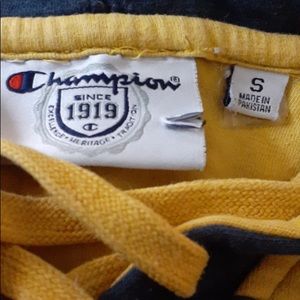 Champion®
SINCE
1919
EXCELLENCE • HERITAGE • TRADITION
S
MADE IN
PAKISTAN